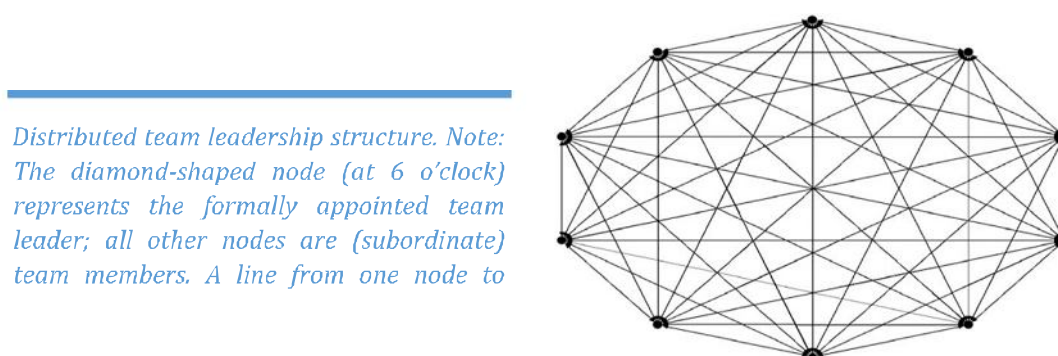 Distributed team leadership structure. Note:
The diamond-shaped node (at 6 o’clock)
represents the formally appointed team
leader; all other nodes are (subordinate)
team members. A line from one node to